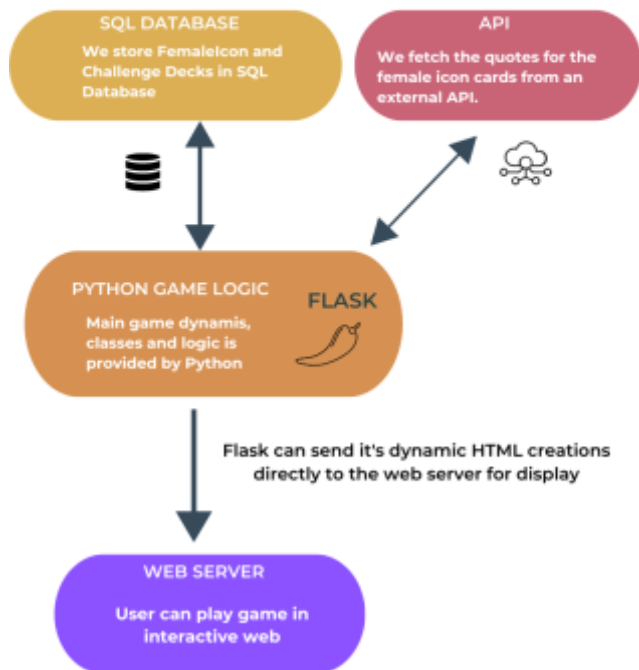 SQL DATABASE
We store FemaleIcon and
Challenge Decks in SQL
Database
API
We fetch the quotes for the
female icon cards from an
external API.
PYTHON GAME LOGIC
FLASK
Main game dynamis,
classes and logic is
provided by Python
Flask can send it's dynamic HTML creations
directly to the web server for display
WEB SERVER
User can play game in
interactive web